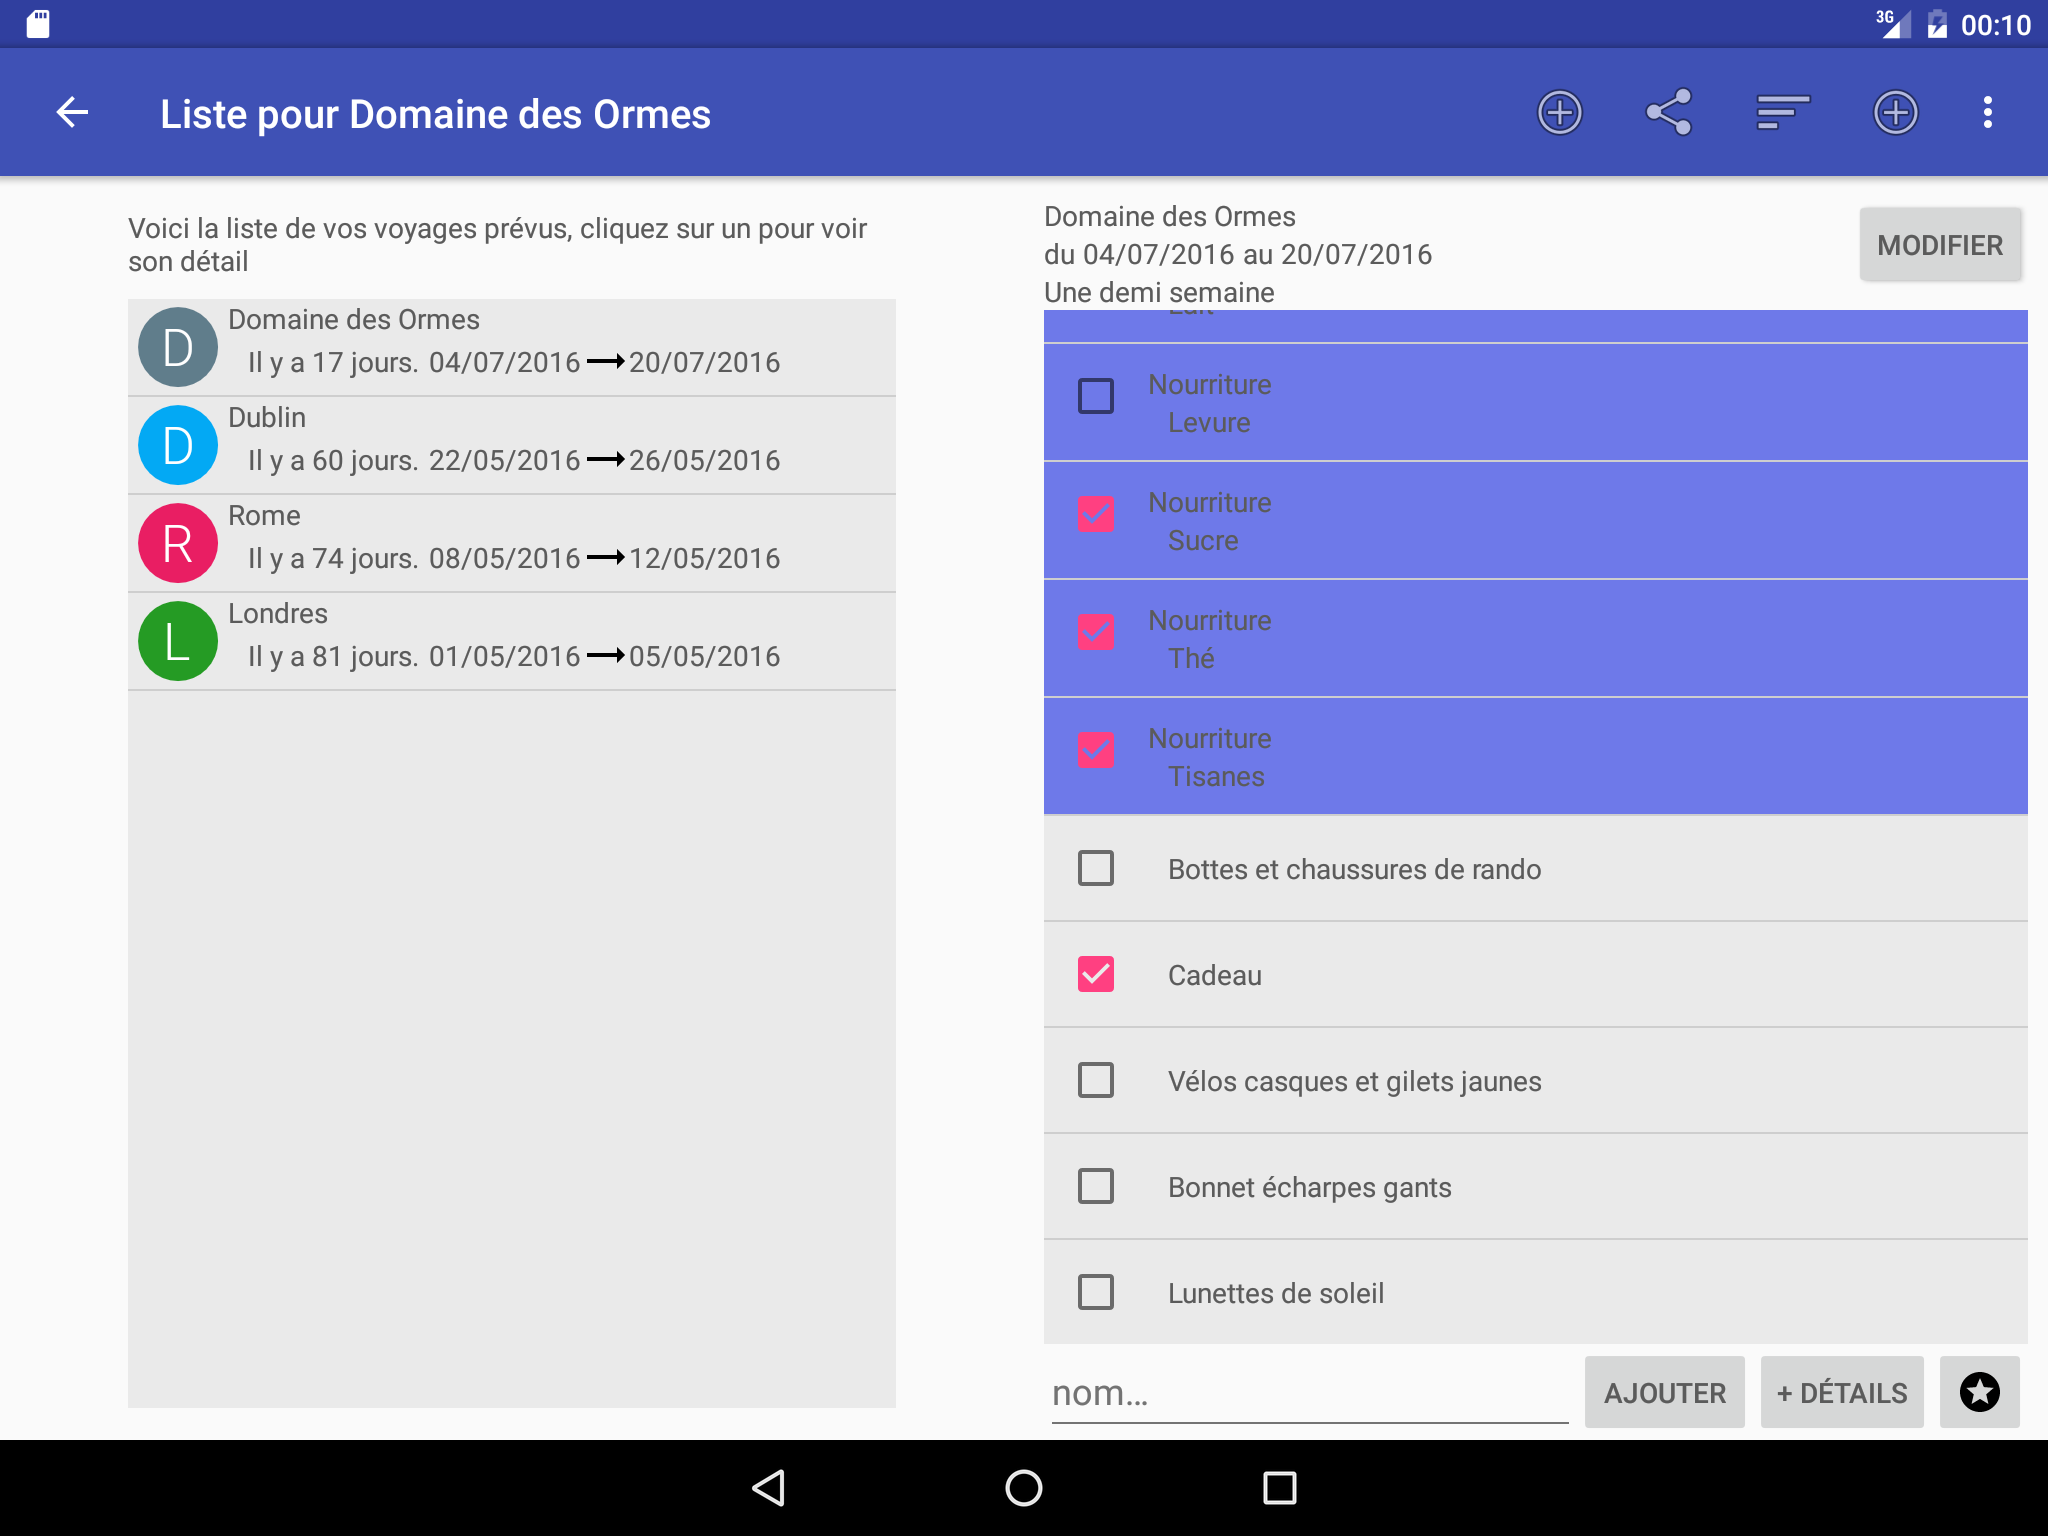 3G 00:10
Liste pour Domaine des Ormes
Voici la liste de vos voyages prévus, cliquez sur un pour voir
son détail
D
Domaine des Ormes
Il y a 17 jours. 04/07/2016 20/07/2016
D
Dublin
Il y a 60 jours. 22/05/2016 26/05/2016
R
Rome
Il y a 74 jours. 08/05/2016 12/05/2016
L
Londres
Il y a 81 jours. 01/05/2016 05/05/2016
Domaine des Ormes
du 04/07/2016 au 20/07/2016
Une demi semaine
MODIFIER
Nourriture
Levure
Nourriture
Sucre
Nourriture
Thé
Nourriture
Tisanes
Bottes et chaussures de rando
Cadeau
Vélos casques et gilets jaunes
Bonnet écharpes gants
Lunettes de soleil
nom...
AJOUTER
+ DÉTAILS